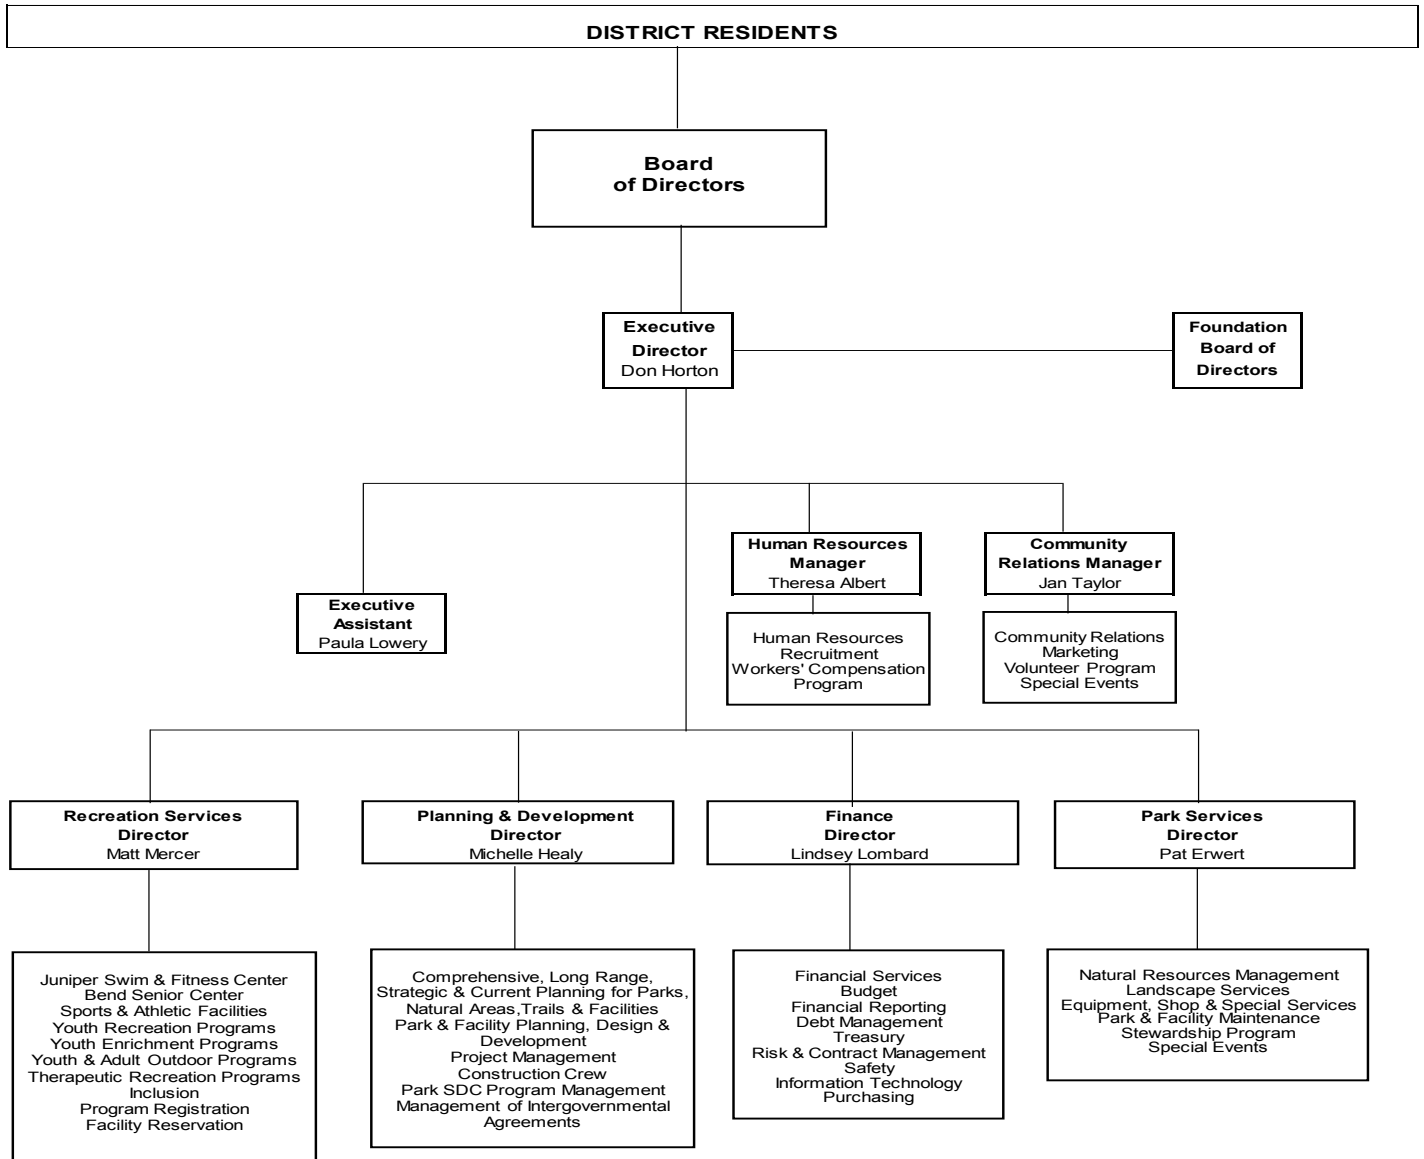 DISTRICT RESIDENTS
Board
of Directors
Executive
Director
Don Horton
Foundation
Board of
Directors
Human Resources
Manager
Theresa Albert
Community
Relations Manager
Jan Taylor
Executive
Assistant
Paula Lowery
Human Resources
Recruitment
Workers' Compensation
Program
Community Relations
Marketing
Volunteer Program
Special Events
Recreation Services
Director
Matt Mercer
Planning & Development
Director
Michelle Healy
Finance
Director
Lindsey Lombard
Park Services
Director
Pat Erwert
Juniper Swim & Fitness Center
Bend Senior Center
Sports & Athletic Facilities
Youth Recreation Programs
Youth Enrichment Programs
Youth & Adult Outdoor Programs
Therapeutic Recreation Programs
Inclusion
Program Registration
Facility Reservation
Comprehensive, Long Range,
Strategic & Current Planning for Parks,
Natural Areas,Trails & Facilities
Park & Facility Planning, Design &
Development
Project Management
Construction Crew
Park SDC Program Management
Management of Intergovernmental
Agreements
Financial Services
Budget
Financial Reporting
Debt Management
Treasury
Risk & Contract Management
Safety
Information Technology
Purchasing
Natural Resources Management
Landscape Services
Equipment, Shop & Special Services
Park & Facility Maintenance
Stewardship Program
Special Events